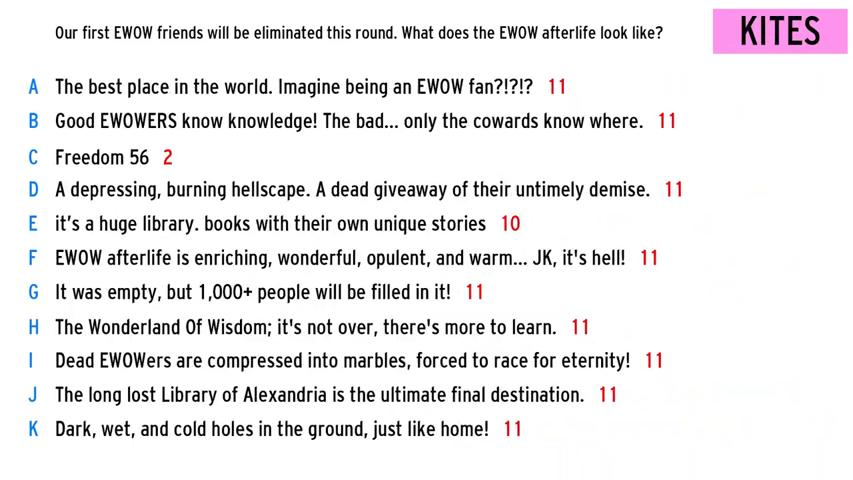 Our first EWOW friends will be eliminated this round. What does the EWOW afterlife look like?
KITES
A The best place in the world. Imagine being an EWOW fan?!?!? 11
B Good EWOWERS know knowledge! The bad... only the cowards know where. 11
C Freedom 56 2
D A depressing, burning hellscape. A dead giveaway of their untimely demise. 11
E it's a huge library. books with their own unique stories 10
F EWOW afterlife is enriching, wonderful, opulent, and warm... JK, it's hell! 11
G It was empty, but 1,000+ people will be filled in it! 11
H The Wonderland Of Wisdom; it's not over, there's more to learn. 11
I Dead EWOWers are compressed into marbles, forced to race for eternity! 11
J The long lost Library of Alexandria is the ultimate final destination. 11
K Dark, wet, and cold holes in the ground, just like home! 11